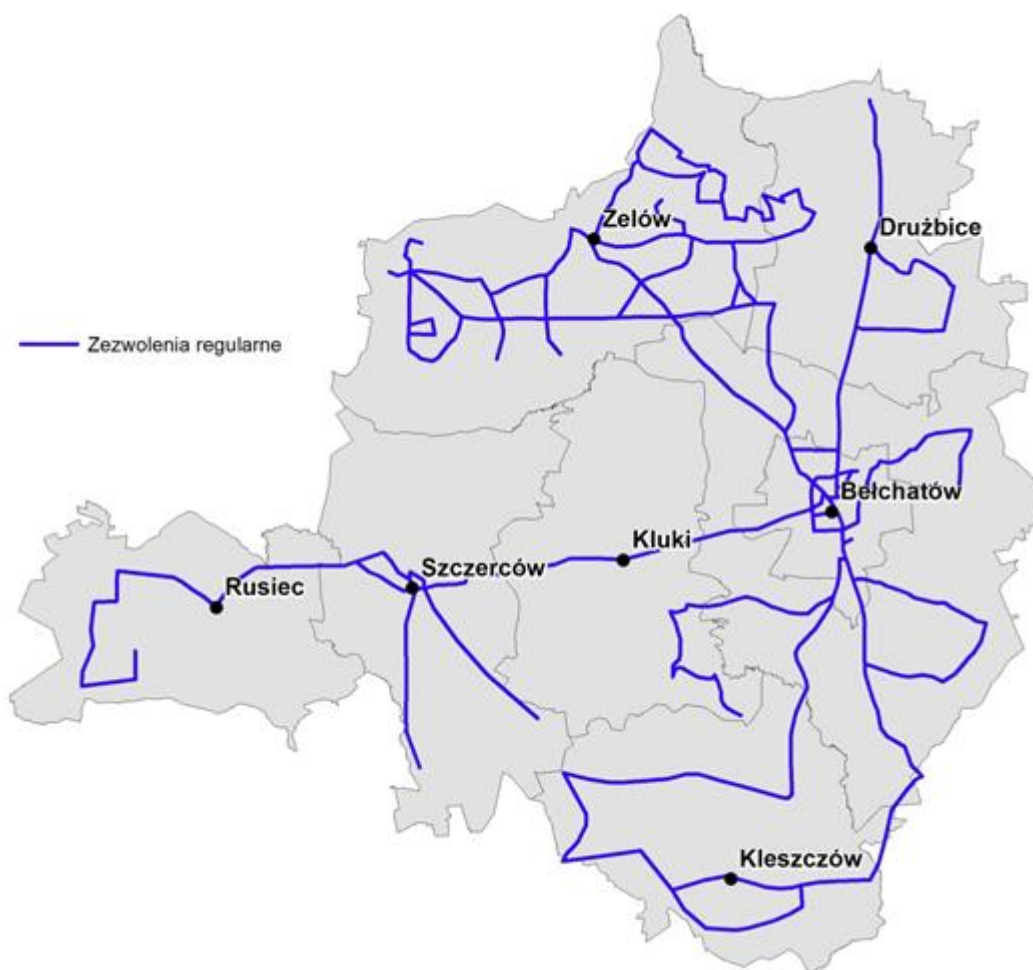 Zelów
Drużbice
Zezwolenia regularne
Bełchatów
Kluki
Szczerców
Rusiec
Kleszczów